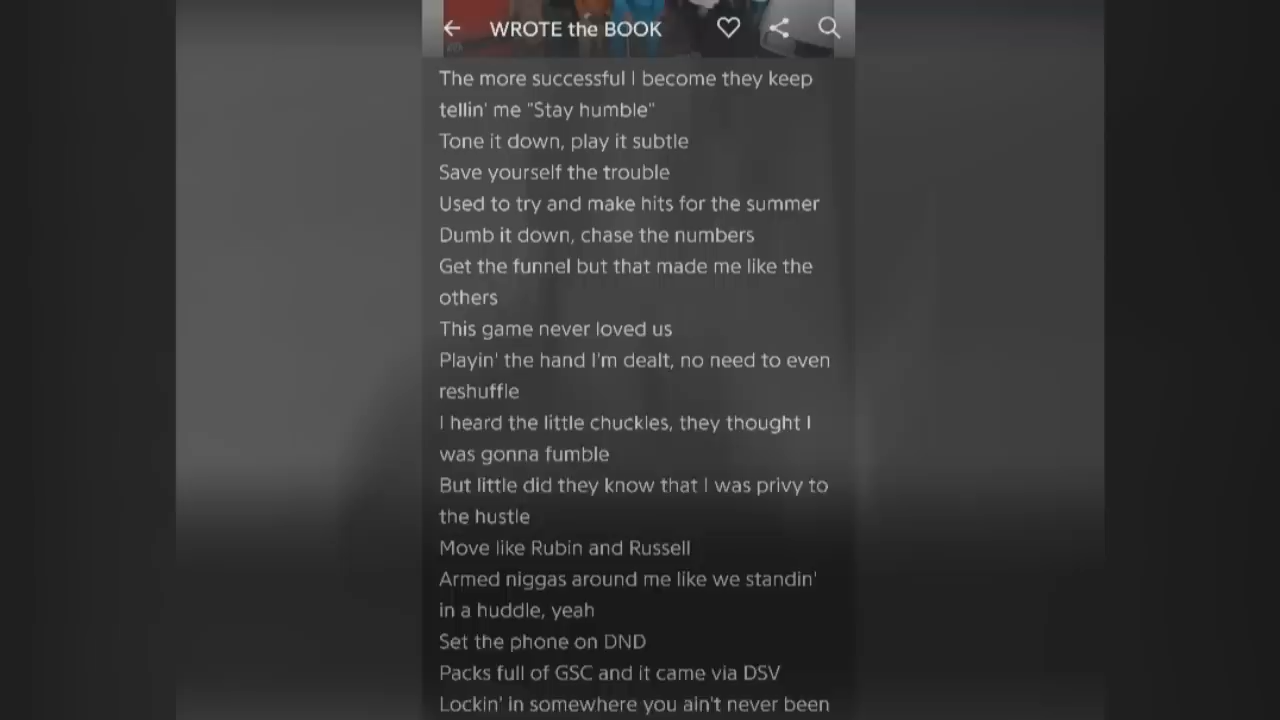 WROTE the BOOK
The more successful I become they keep
tellin' me "Stay humble"
Tone it down, play it subtle
Save yourself the trouble
Used to try and make hits for the summer
Dumb it down, chase the numbers
Get the funnel but that made me like the
others
This game never loved us
Playin' the hand I'm dealt, no need to even
reshuffle
I heard the little chuckles, they thought I
was gonna fumble
But little did they know that I was privy to
the hustle
Move like Rubin and Russell
Armed niggas around me like we standin'
in a huddle, yeah
Set the phone on DND
Packs full of GSC and it came via DSV
Lockin' in somewhere you ain't never been